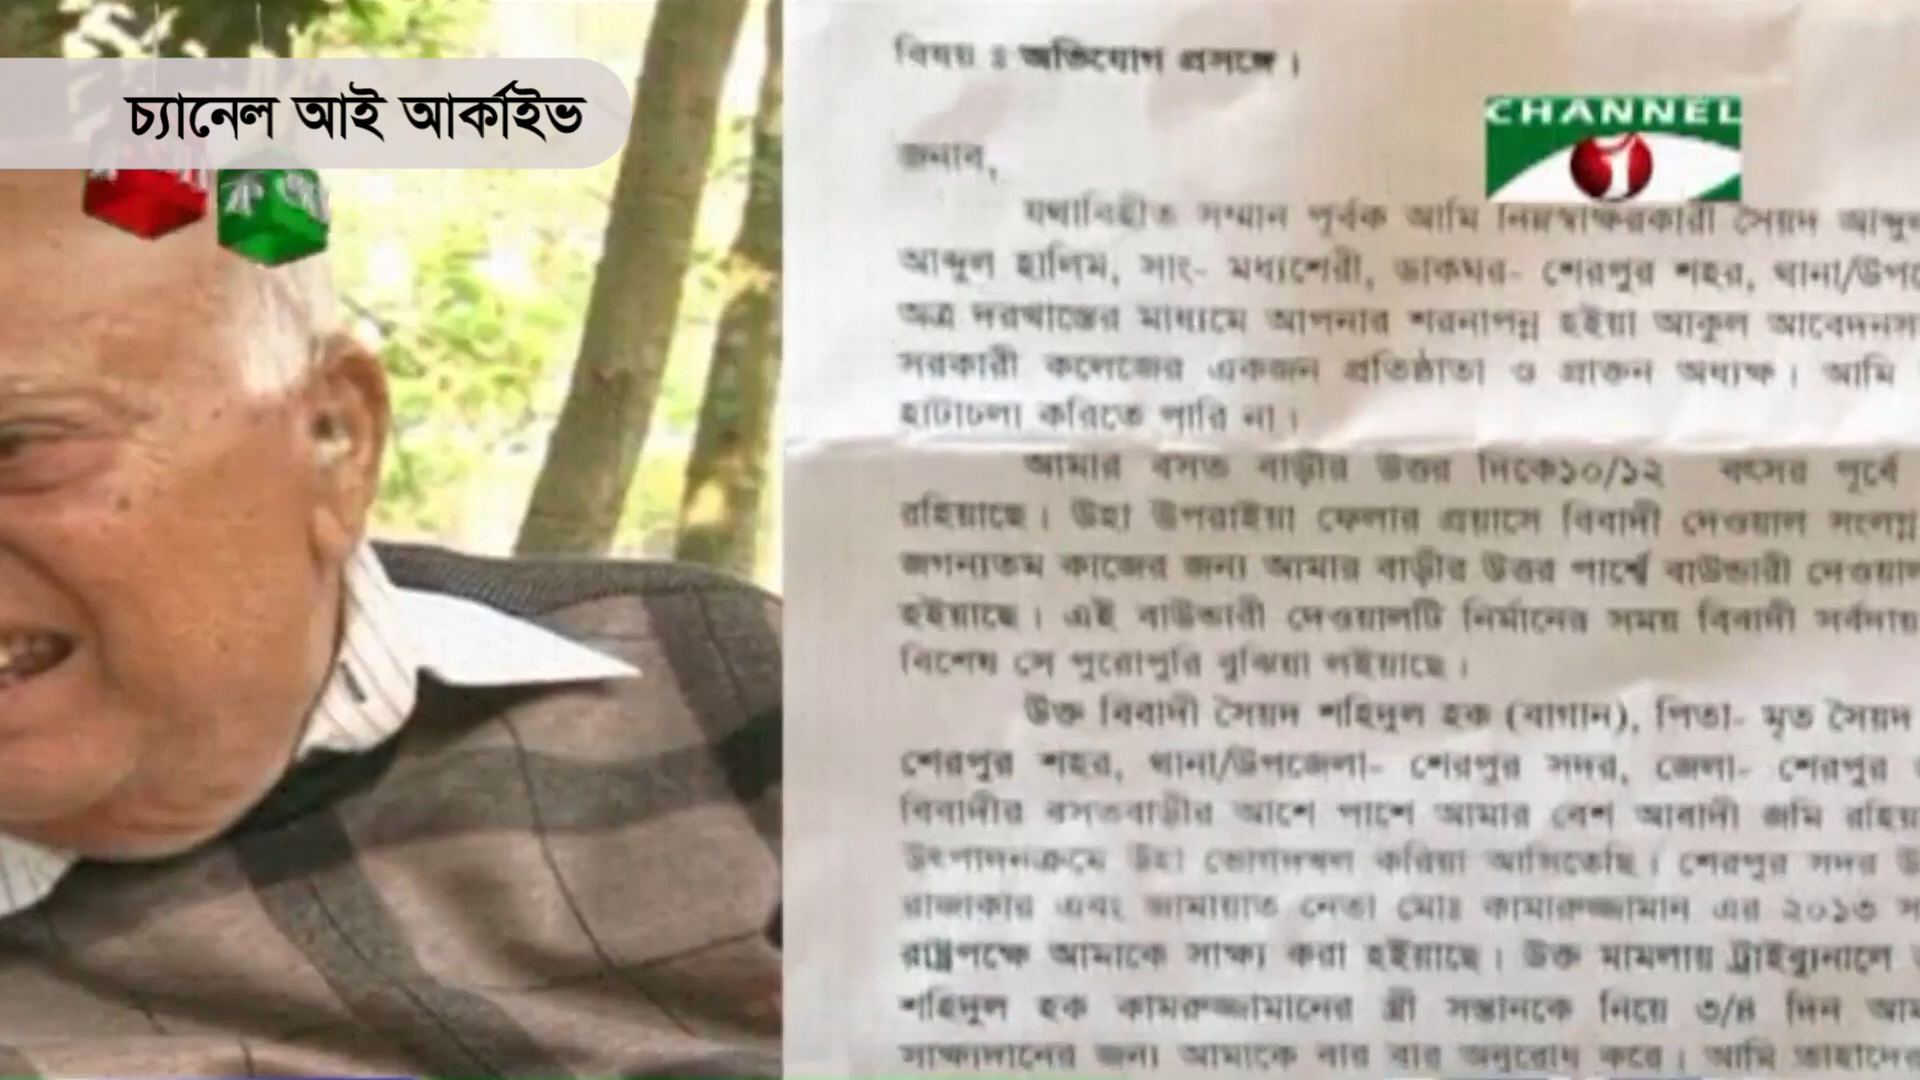 চ্যানেল আই আর্কাইভ
CHANNEL
i
বিষয় ঃ অভিযোগ প্রসঙ্গে।
জনাব,
যথাবিহীত সম্মান পূর্বক আমি নিম্নস্বাক্ষরকারী সৈয়দ
আব্দুল হালিম, সাং- মধ্যশেরী, ডাকঘর- শেরপুর শহর,
অত্র দরখাস্তের মাধ্যমে আপনার শরনাপন্ন হইয়া আকুল
সরকারী কলেজের একজন প্রতিষ্ঠাতা ও প্রাক্তন অধ্যক্ষ। আমি
হাটাচলা করিতে পারি না।
আমার বসত বাড়ীর উত্তর দিকে১০/১২ বৎসর পূর্বে
রহিয়াছে। উহা উপরাইয়া ফেলার প্রয়াসে বিবাদী দেওয়াল সংলগ্ন
জগন্যতম কাজের জন্য আমার বাড়ীর উত্তর পার্শ্বে বাউন্ডারী
হইয়াছে। এই বাউন্ডারী দেওয়ালটি নির্মানের সময় বিবাদী
বিশেষ সে পুরোপুরি বুঝিয়া লইয়াছে।
উক্ত বিবাদী সৈয়দ শহিদুল হক (বাগান), পিতা- মৃত সৈয়দ
শেরপুর শহর, থানা/উপজেলা- শেরপুর সদর, জেলা- শেরপুর
বিবাদীর বসতবাড়ীর আশে পাশে আমার বেশ আবাদী জমি
উৎপাদনক্রমে উহা ভোগদখল করিয়া আসিতেছি। শেরপুর সদর
রাজাকার এবং জামায়াত নেতা মোঃ কামারুজ্জামান এর ২০১৩
রাষ্ট্রপক্ষে আমাকে সাক্ষ্য করা হইয়াছে। উক্ত মামলায় ট্রাইব্যুনালে
শহিদুল হক কামরুজ্জামানের স্ত্রী সন্তানকে নিয়ে ৩/৪ দিন
সাক্ষ্যদানের জন্য আমাকে বার বার অনুরোধ করে। আমি তাহাদের